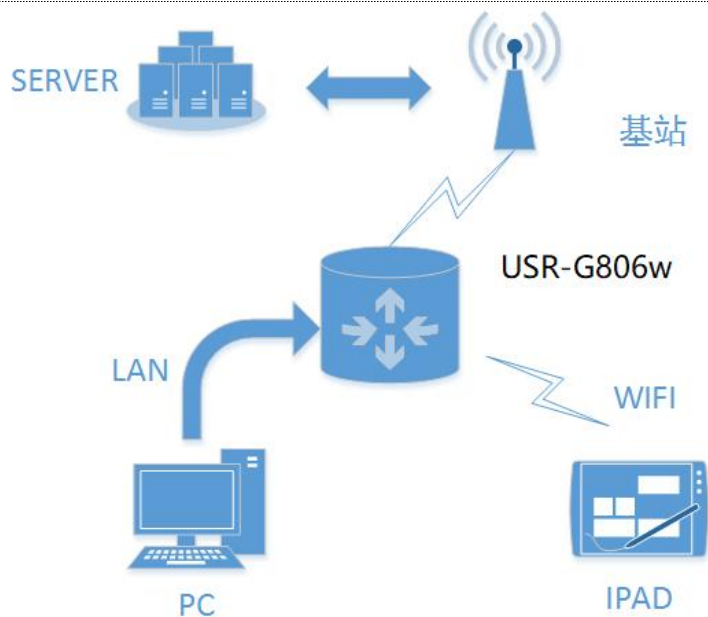 SERVER
基站
USR-G806w
LAN
WIFI
PC
IPAD